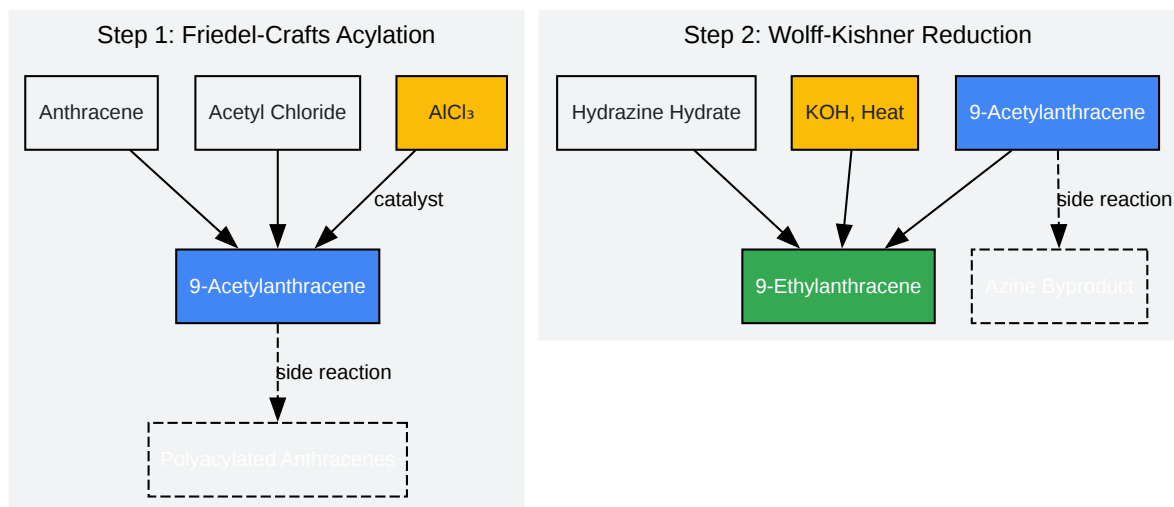 Step 1: Friedel-Crafts Acylation
Anthracene
Acetyl Chloride
AlCl₃
catalyst
9-Acetylanthracene
side reaction
Polyacylated Anthracenes
Step 2: Wolff-Kishner Reduction
Hydrazine Hydrate
KOH, Heat
9-Acetylanthracene
side reaction
9-Ethylanthracene
Azine Byproduct